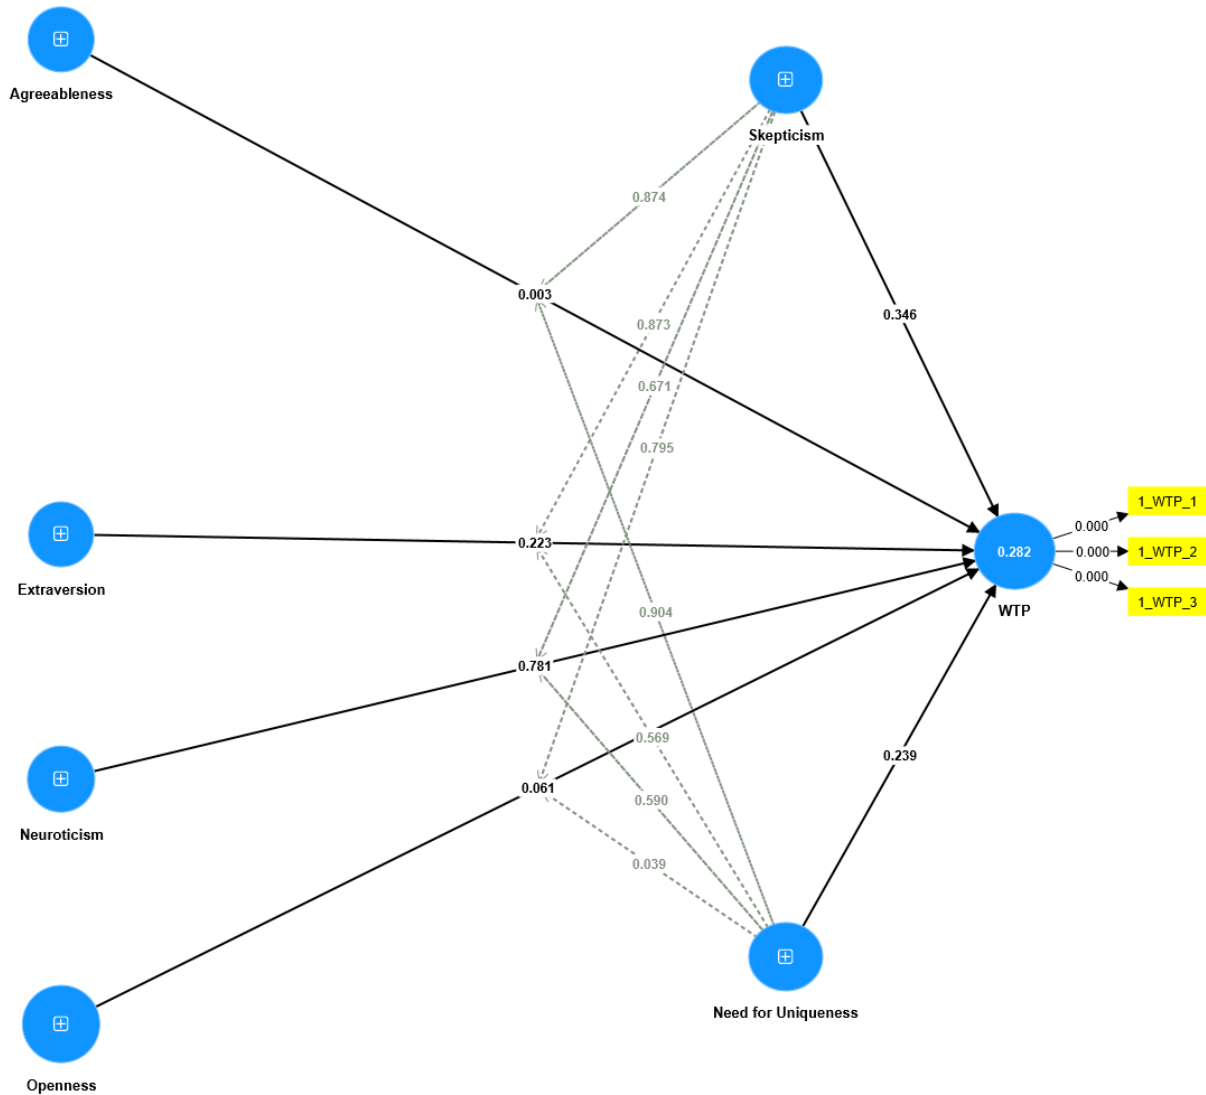 Agreeableness
Skepticism
0.874
0.003
0.346
0.873
0.671
0.795
1_WTP_1
0.000
Extraversion
0.223
0.282
0.000
1_WTP_2
0.000
1_WTP_3
WTP
0.904
0.781
0.569
0.239
Neuroticism
0.061
0.590
0.039
Need for Uniqueness
Openness